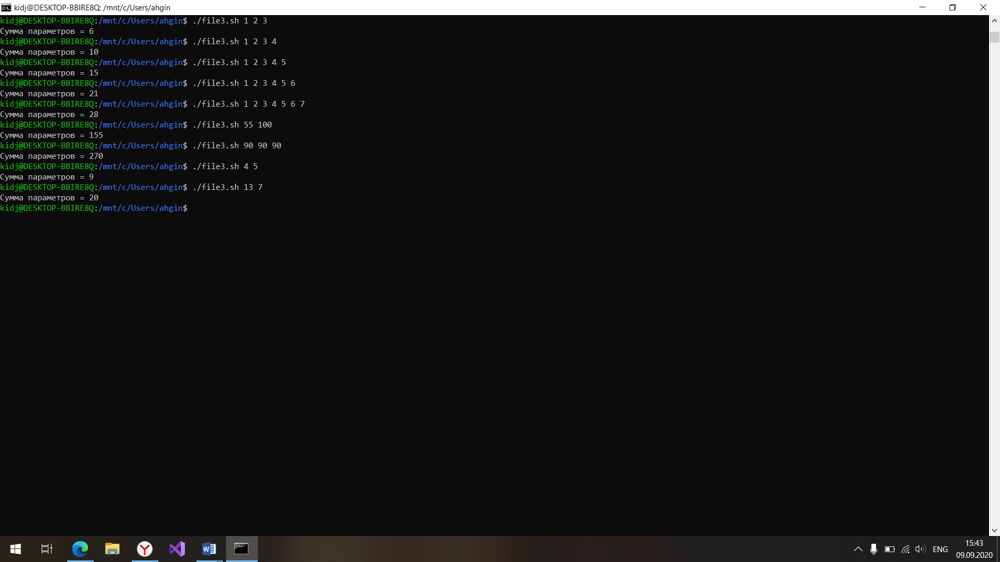 kidj@DESKTOP-BBIRE8Q: /mnt/c/Users/ahgin
kidj@DESKTOP-BBIRE8Q:/mnt/c/Users/ahgin$ ./file3.sh 1 2 3
Сумма параметров = 6
kidj@DESKTOP-BBIRE8Q:/mnt/c/Users/ahgin$ ./file3.sh 1 2 3 4
Сумма параметров = 10
kidj@DESKTOP-BBIRE8Q:/mnt/c/Users/ahgin$ ./file3.sh 1 2 3 4 5
Сумма параметров = 15
kidj@DESKTOP-BBIRE8Q:/mnt/c/Users/ahgin$ ./file3.sh 1 2 3 4 5 6
Сумма параметров = 21
kidj@DESKTOP-BBIRE8Q:/mnt/c/Users/ahgin$ ./file3.sh 1 2 3 4 5 6 7
Сумма параметров = 28
kidj@DESKTOP-BBIRE8Q:/mnt/c/Users/ahgin$ ./file3.sh 55 100
Сумма параметров = 155
kidj@DESKTOP-BBIRE8Q:/mnt/c/Users/ahgin$ ./file3.sh 90 90 90
Сумма параметров = 270
kidj@DESKTOP-BBIRE8Q:/mnt/c/Users/ahgin$ ./file3.sh 4 5
Сумма параметров = 9
kidj@DESKTOP-BBIRE8Q:/mnt/c/Users/ahgin$ ./file3.sh 13 7
Сумма параметров = 20
kidj@DESKTOP-BBIRE8Q:/mnt/c/Users/ahgin$
ENG
15:43
09.09.2020